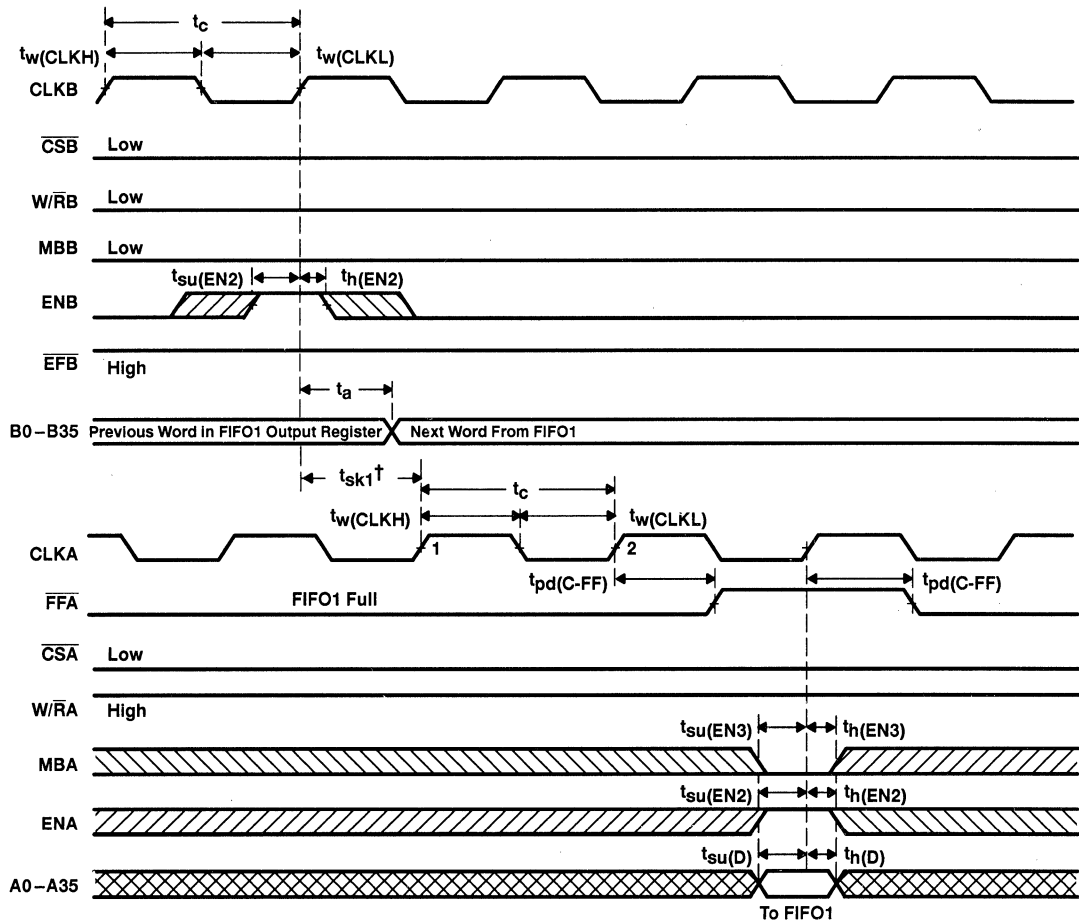 tc
tw(CLKH) tw(CLKL)
CLKB
CSB Low
W/RB Low
MBB Low
tsu(EN2) th(EN2)
ENB
EFB High
ta
B0–B35 Previous Word in FIFO1 Output Register Next Word From FIFO1
tsk1†
tc
tw(CLKH) tw(CLKL)
CLKA 1 2
tpd(C-FF) tpd(C-FF)
FFA FIFO1 Full
CSA Low
W/RA High
tsu(EN3) th(EN3)
MBA
tsu(EN2) th(EN2)
ENA
tsu(D) th(D)
A0–A35
To FIFO1